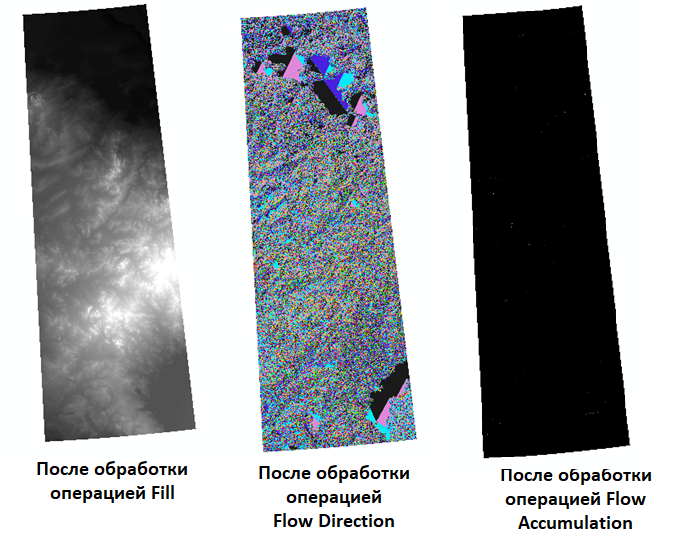 После обработки
операцией Fill
После обработки
операцией
Flow Direction
После обработки
операцией Flow
Accumulation